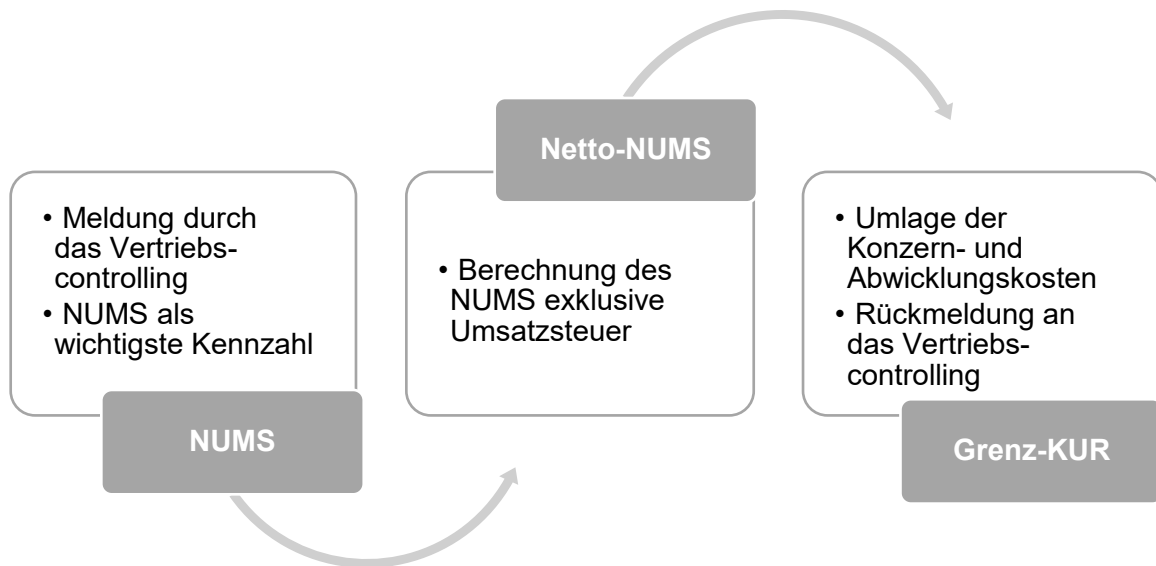 • Meldung durch
das Vertriebs-
controlling
• NUMS als
wichtigste Kennzahl
NUMS
Netto-NUMS
• Berechnung des
NUMS exklusive
Umsatzsteuer
• Umlage der
Konzern- und
Abwicklungskosten
• Rückmeldung an
das Vertriebs-
controlling
Grenz-KUR